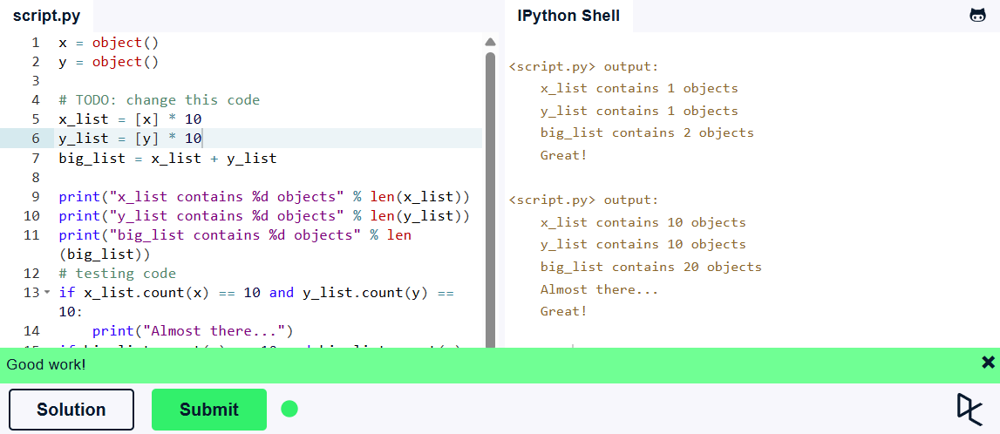 script.py
1 x = object()
2 y = object()
3
4 # TODO: change this code
5 x_list = [x] * 10
6 y_list = [y] * 10
7 big_list = x_list + y_list
8
9 print("x_list contains %d objects" % len(x_list))
10 print("y_list contains %d objects" % len(y_list))
11 print("big_list contains %d objects" % len
(big_list))
12 # testing code
13 if x_list.count(x) == 10 and y_list.count(y) ==
10:
14 print("Almost there...")
IPython Shell
<script.py> output:
x_list contains 1 objects
y_list contains 1 objects
big_list contains 2 objects
Great!
<script.py> output:
x_list contains 10 objects
y_list contains 10 objects
big_list contains 20 objects
Almost there...
Great!
Good work!
Solution
Submit